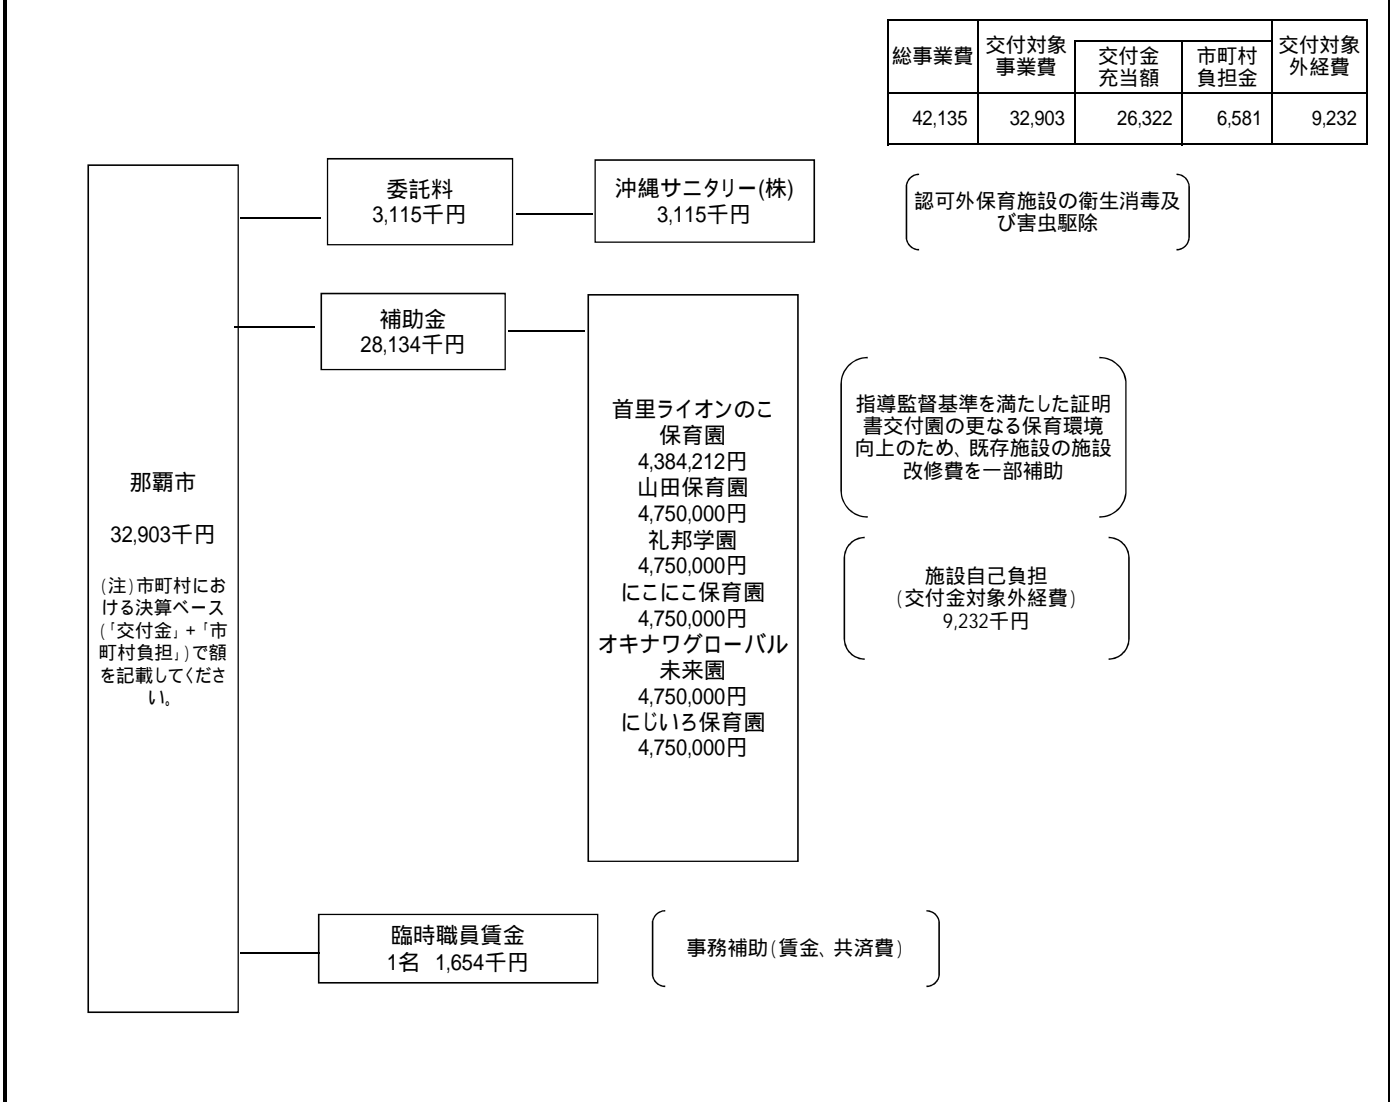 総事業費
交付対象
事業費
交付金
充当額
市町村
負担金
交付対象
外経費
42,135
32,903
26,322
6,581
9,232
委託料
3,115千円
沖縄サニタリー(株)
3,115千円
認可外保育施設の衛生消毒及
び害虫駆除
補助金
28,134千円
首里ライオンのこ
保育園
4,384,212円
山田保育園
4,750,000円
礼邦学園
4,750,000円
にこにこ保育園
4,750,000円
オキナワグローバル
未来園
4,750,000円
にじいろ保育園
4,750,000円
指導監督基準を満たした証明
書交付園の更なる保育環境
向上のため、既存施設の施設
改修費を一部補助
施設自己負担
(交付金対象外経費)
9,232千円
那覇市
32,903千円
(注)市町村にお
ける決算ベース
(「交付金」+「市
町村負担」)で額
を記載してくださ
い。
臨時職員賃金
1名 1,654千円
事務補助(賃金、共済費)